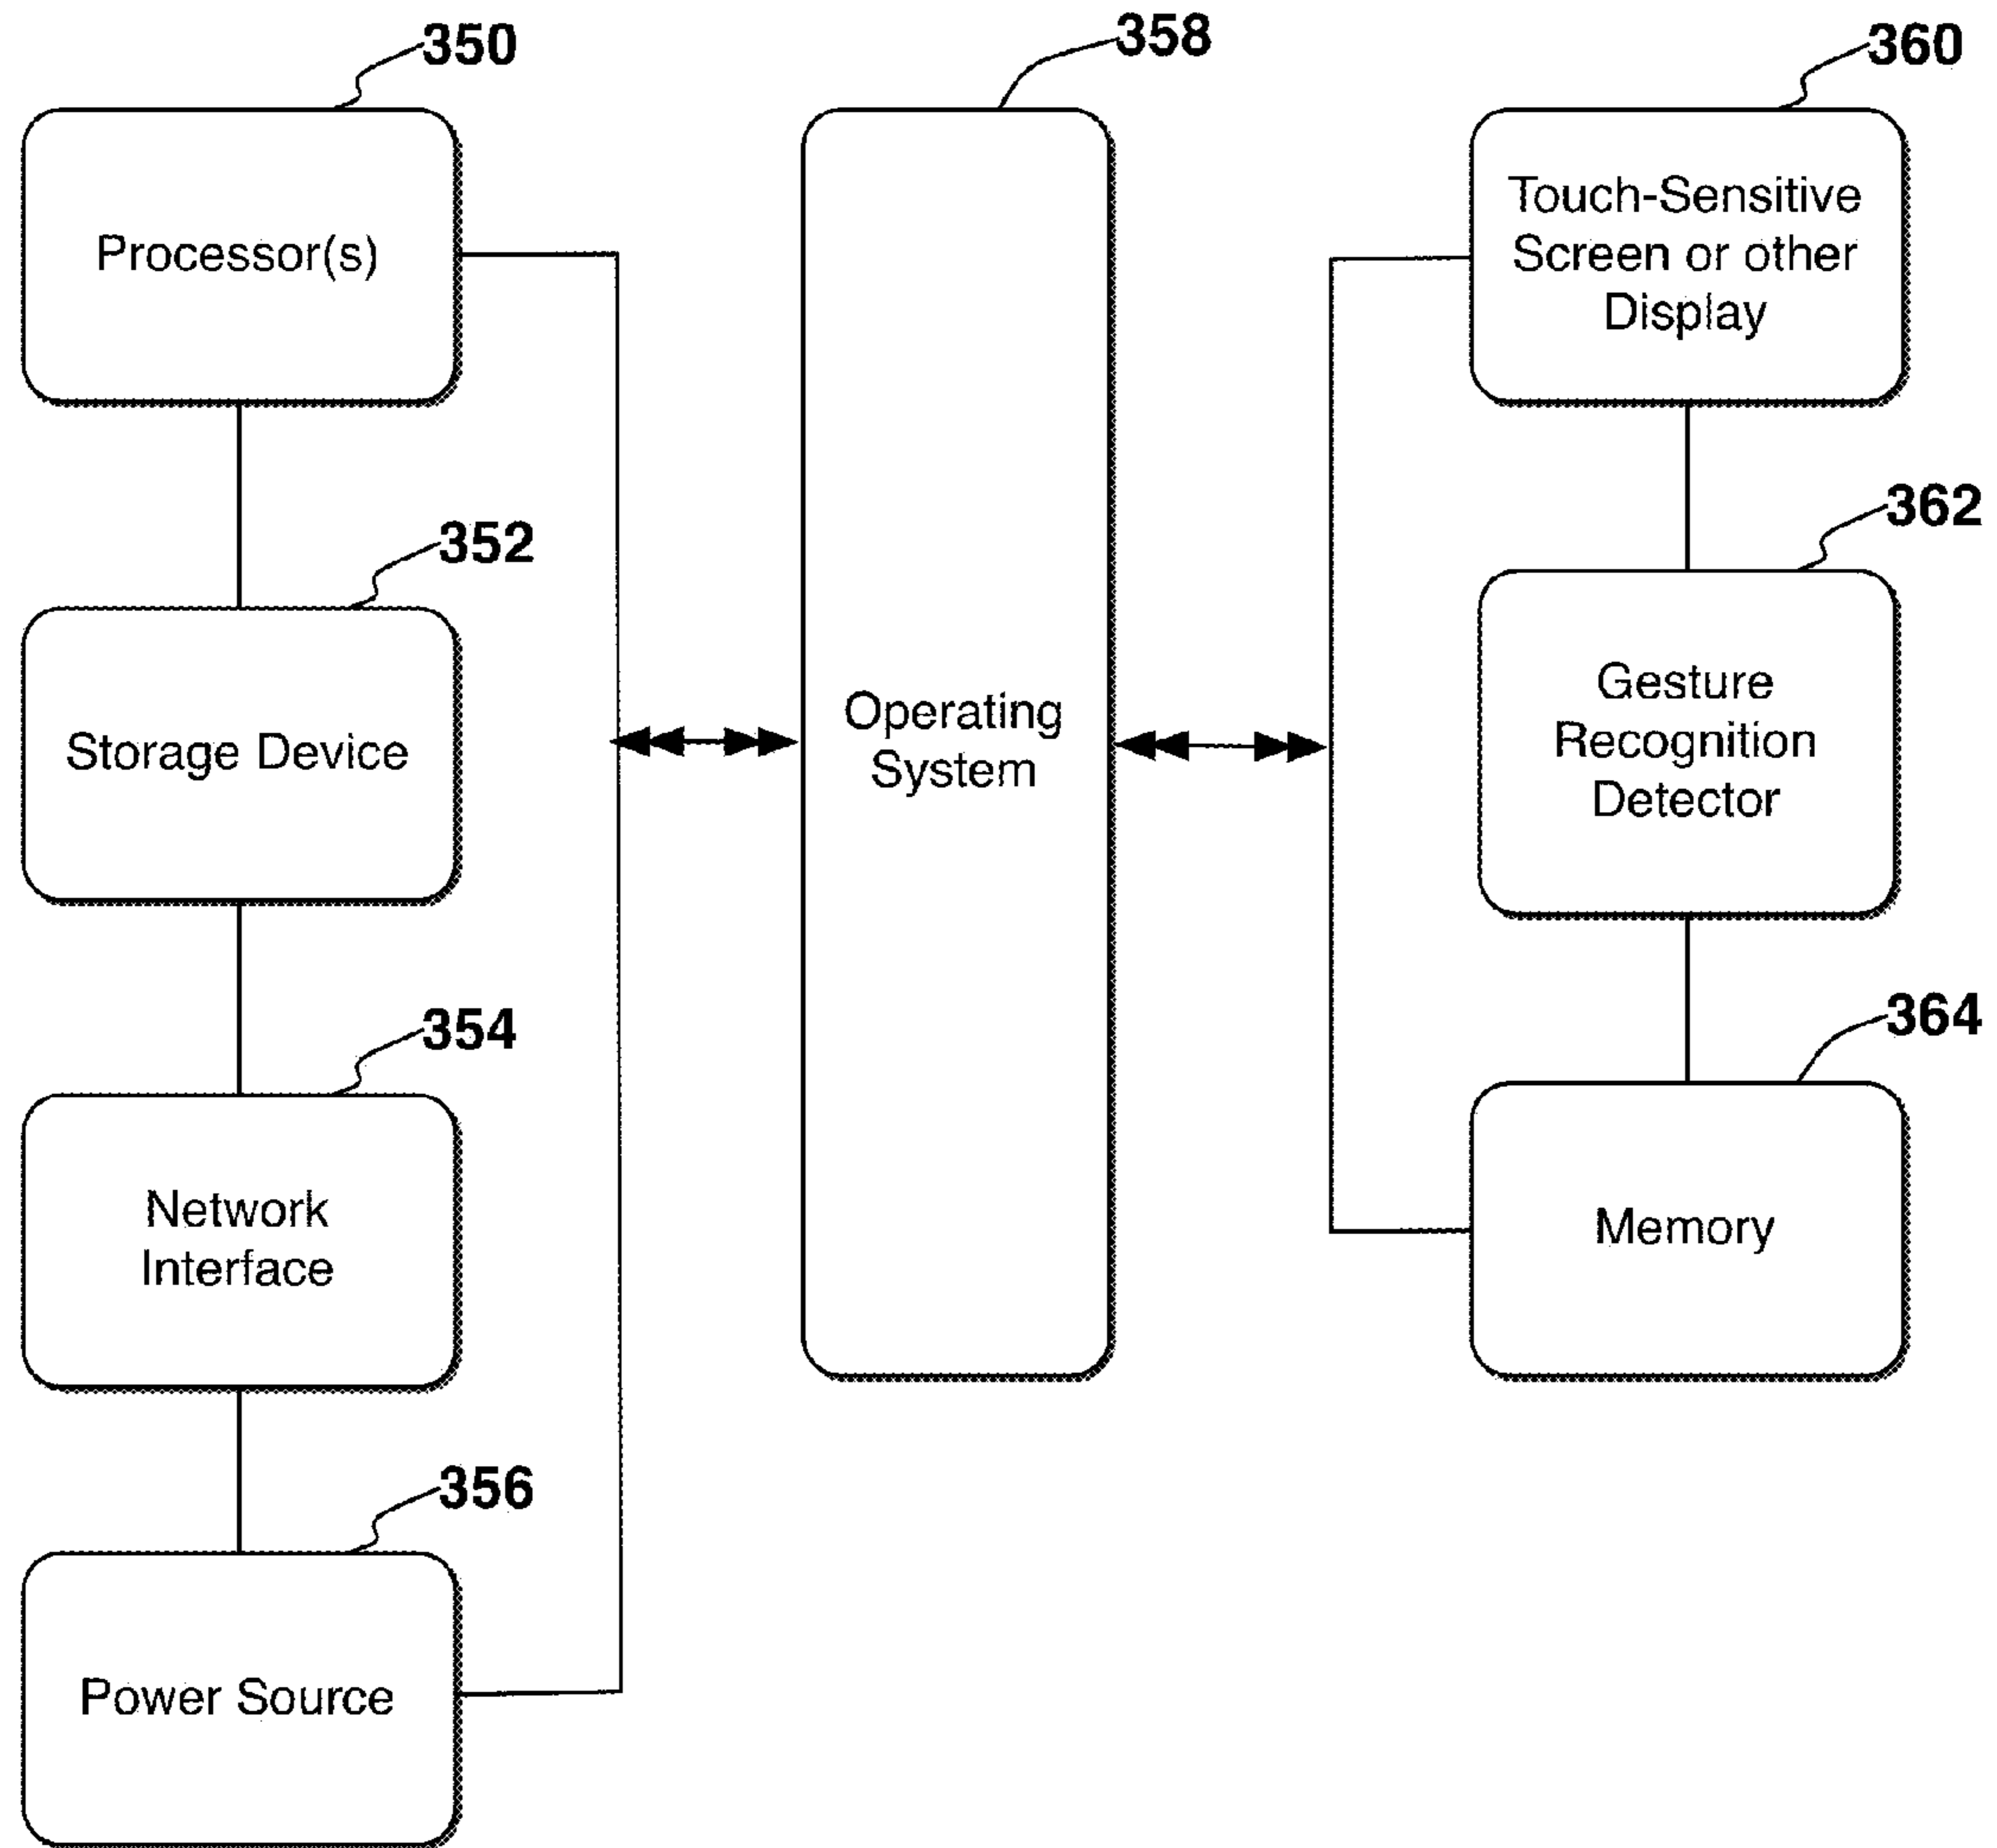 350
Processor(s)
352
Storage Device
354
Network
Interface
356
Power Source
358
Operating
System
360
Touch-Sensitive
Screen or other
Display
362
Gesture
Recognition
Detector
364
Memory